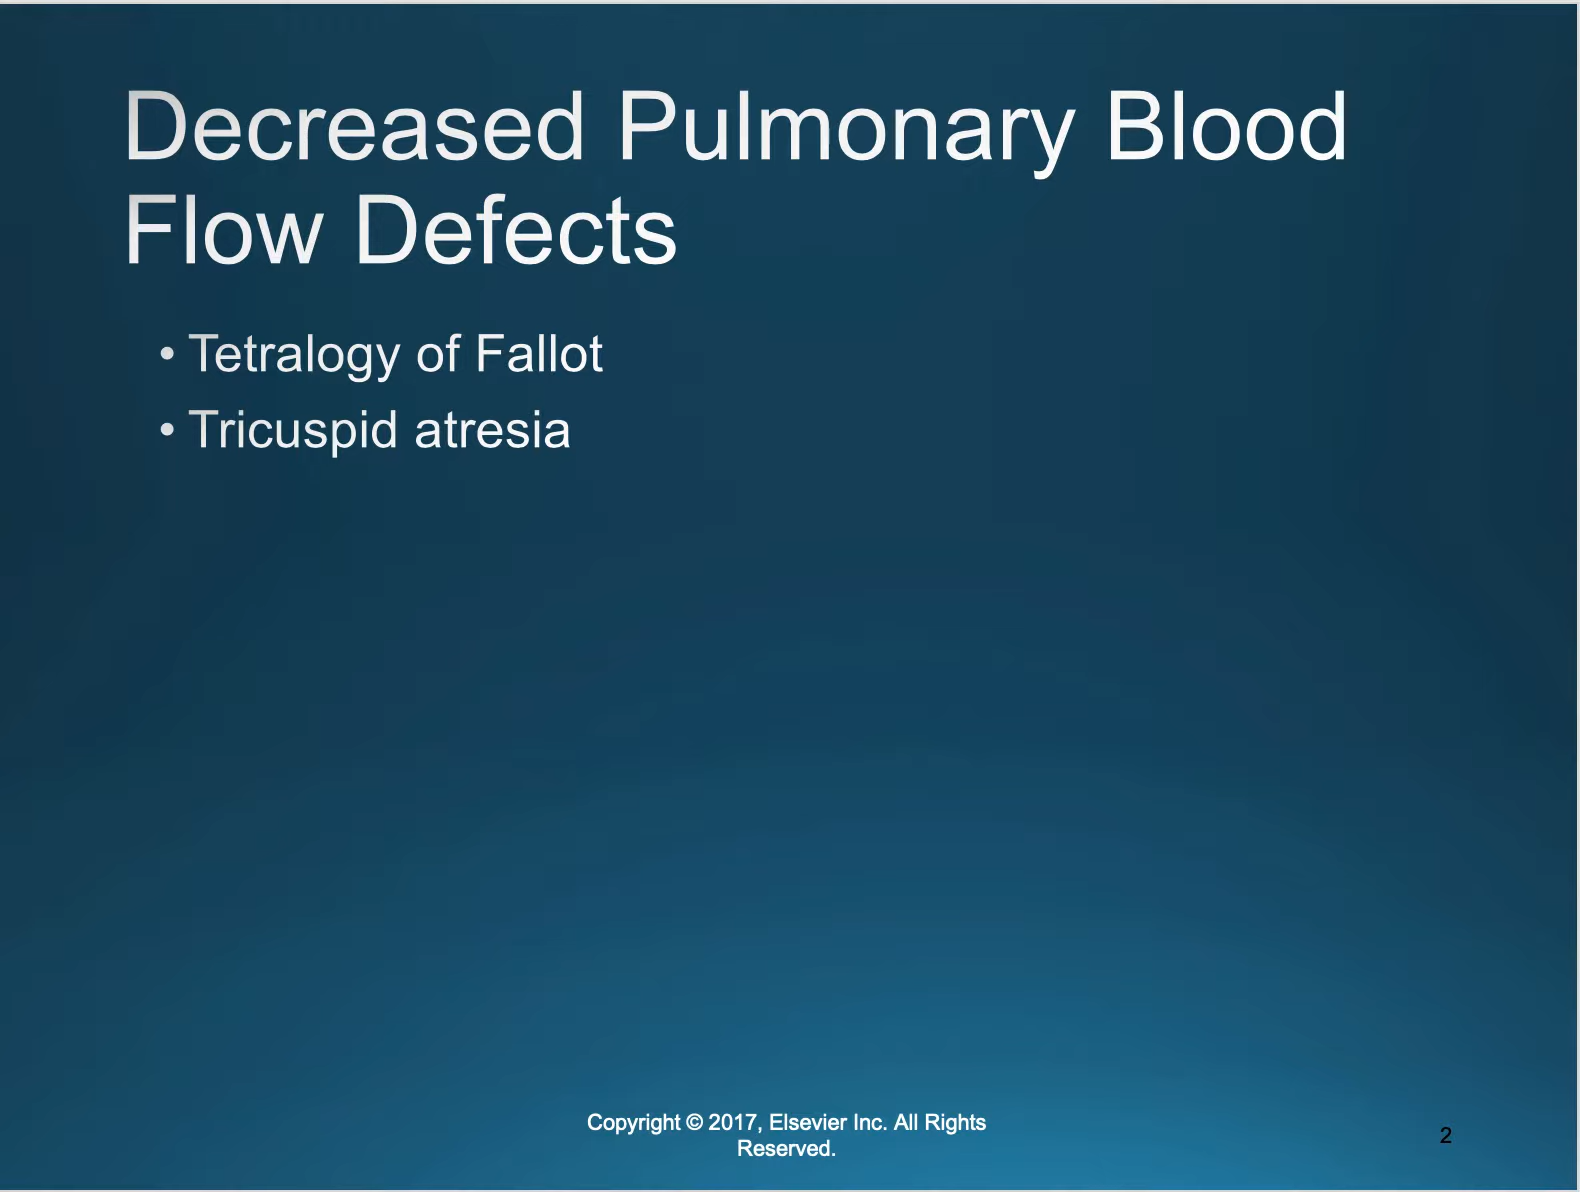 Decreased Pulmonary Blood
Flow Defects
• Tetralogy of Fallot
• Tricuspid atresia
Copyright © 2017, Elsevier Inc. All Rights
Reserved.
2